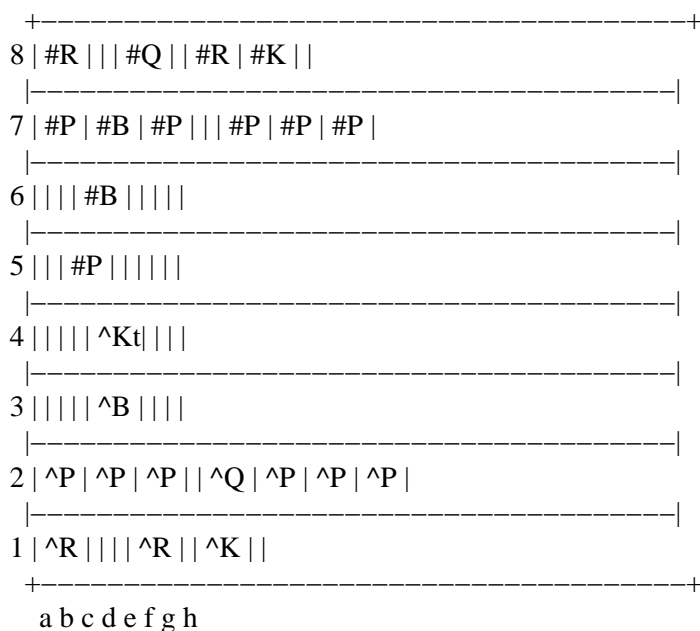 +−−−−−−−−−−−−−−−−−−−−−−−−−−−−−−−−−−−−−−−+
8 | #R | | | #Q | | #R | #K | |
|−−−−−−−−−−−−−−−−−−−−−−−−−−−−−−−−−−−−−−−|
7 | #P | #B | #P | | | #P | #P | #P |
|−−−−−−−−−−−−−−−−−−−−−−−−−−−−−−−−−−−−−−−|
6 | | | | #B | | | | |
|−−−−−−−−−−−−−−−−−−−−−−−−−−−−−−−−−−−−−−−|
5 | | | #P | | | | | |
|−−−−−−−−−−−−−−−−−−−−−−−−−−−−−−−−−−−−−−−|
4 | | | | | ^Kt| | | |
|−−−−−−−−−−−−−−−−−−−−−−−−−−−−−−−−−−−−−−−|
3 | | | | | ^B | | | |
|−−−−−−−−−−−−−−−−−−−−−−−−−−−−−−−−−−−−−−−|
2 | ^P | ^P | ^P | | ^Q | ^P | ^P | ^P |
|−−−−−−−−−−−−−−−−−−−−−−−−−−−−−−−−−−−−−−−|
1 | ^R | | | | ^R | | ^K | |
+−−−−−−−−−−−−−−−−−−−−−−−−−−−−−−−−−−−−−−−+
a b c d e f g h